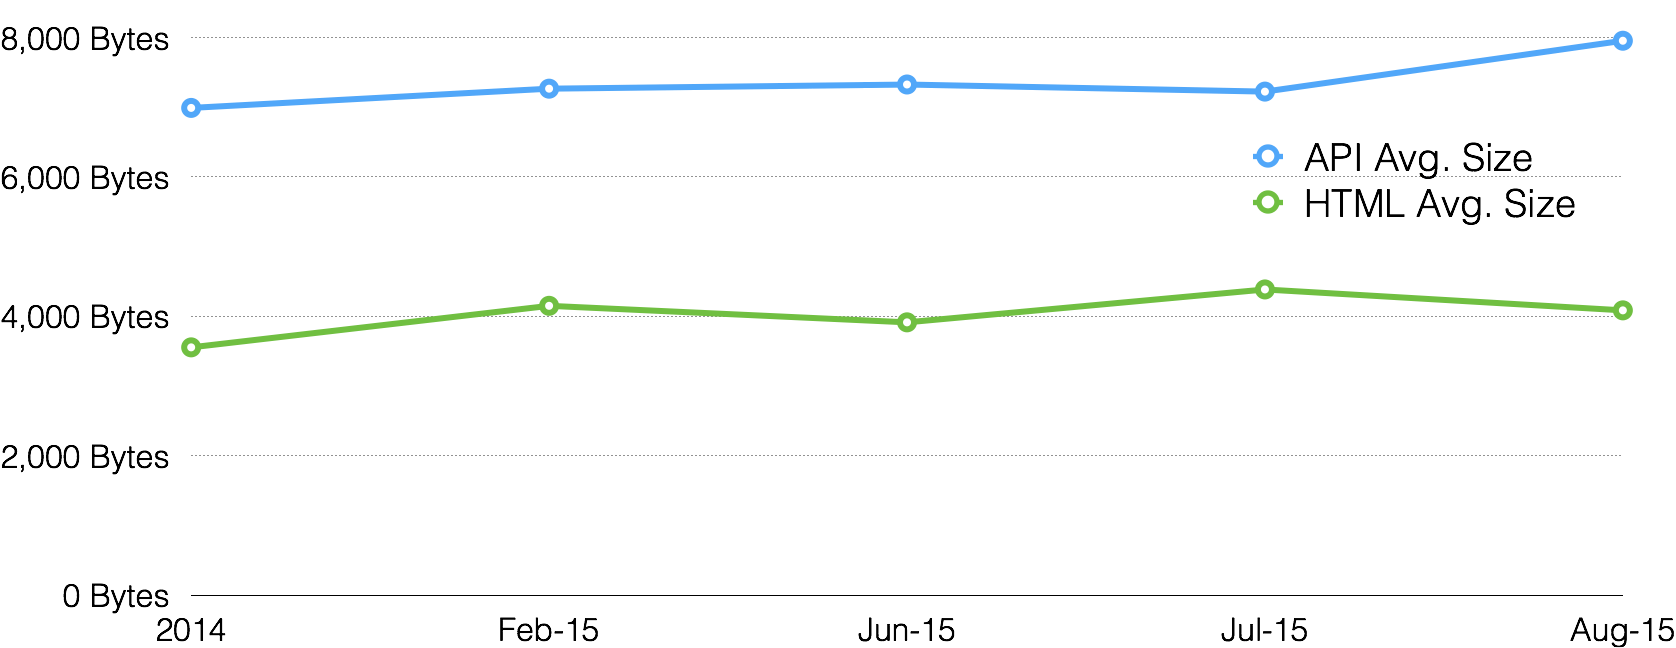 8,000 Bytes
6,000 Bytes
4,000 Bytes
2,000 Bytes
0 Bytes
API Avg. Size
HTML Avg. Size
2014
Feb-15
Jun-15
Jul-15
Aug-15